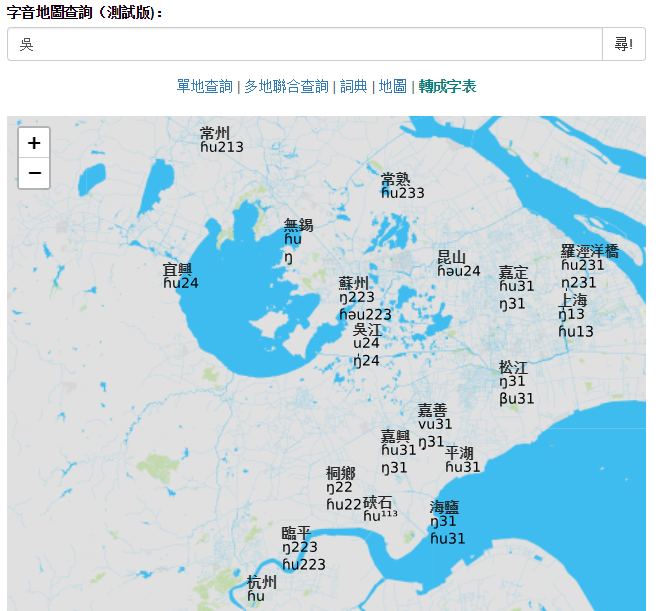 字音地圖查詢（測試版）：
吳
尋!
單地查詢 | 多地聯合查詢 | 詞典 | 地圖 | 轉成字表
+
−
常州
ɦu213
常熟
ɦu233
無錫
ɦu
ŋ
宜興
ɦu24
昆山
ɦəu24
嘉定
ɦu31
ŋ31
羅涇洋橋
ɦu231
n231
蘇州
ŋ223
ɦəu223
上海
ŋ̍13
ɦu13
吳江
u24
ŋ̍24
松江
ŋ31
βu31
嘉善
vu31
ŋ31
嘉興
ɦu31
ŋ31
平湖
ɦu31
桐鄉
ŋ22
ɦu22
硤石
ɦu¹¹³
海鹽
ŋ31
ɦu31
臨平
ŋ223
ɦu223
杭州
ɦu